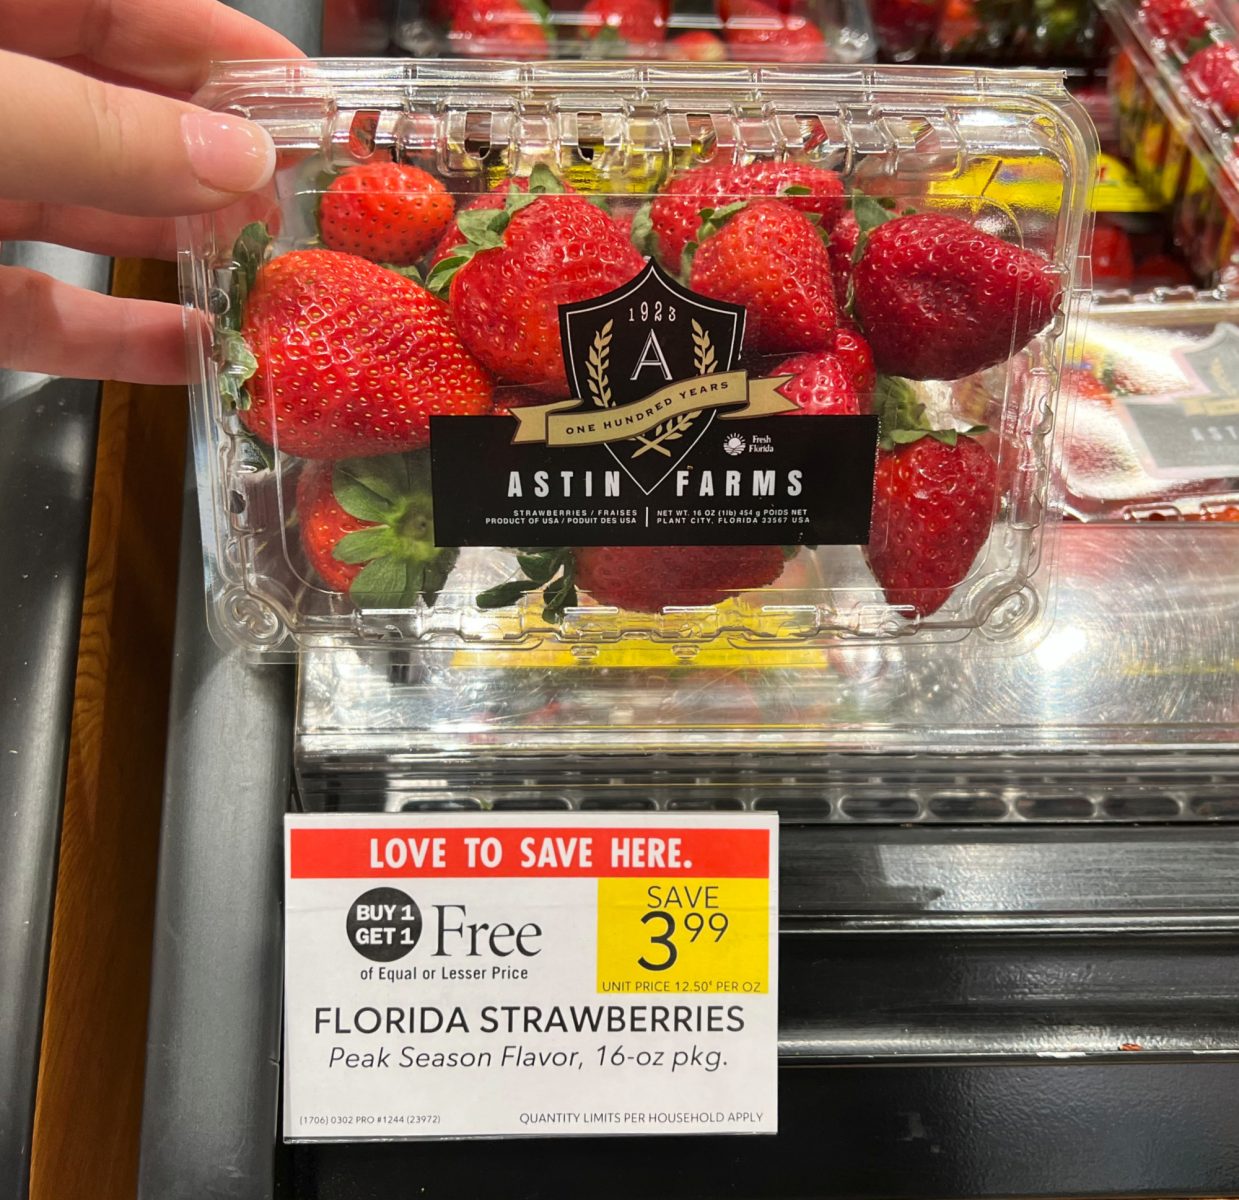 1923
A
ONE HUNDRED YEARS
Fresh
Florida
ASTIN FARMS
STRAWBERRIES / FRAISES
PRODUCT OF USA / PODUIT DES USA
NET WT. 16 OZ (1lb) 454 g POIDS NET
PLANT CITY, FLORIDA 33567 USA
LOVE TO SAVE HERE.
BUY 1
GET 1
Free
of Equal or Lesser Price
SAVE
3.99
UNIT PRICE 12.50¢ PER OZ
FLORIDA STRAWBERRIES
Peak Season Flavor, 16-oz pkg.
(1706) 0302 PRO #1244 (23972)
QUANTITY LIMITS PER HOUSEHOLD APPLY